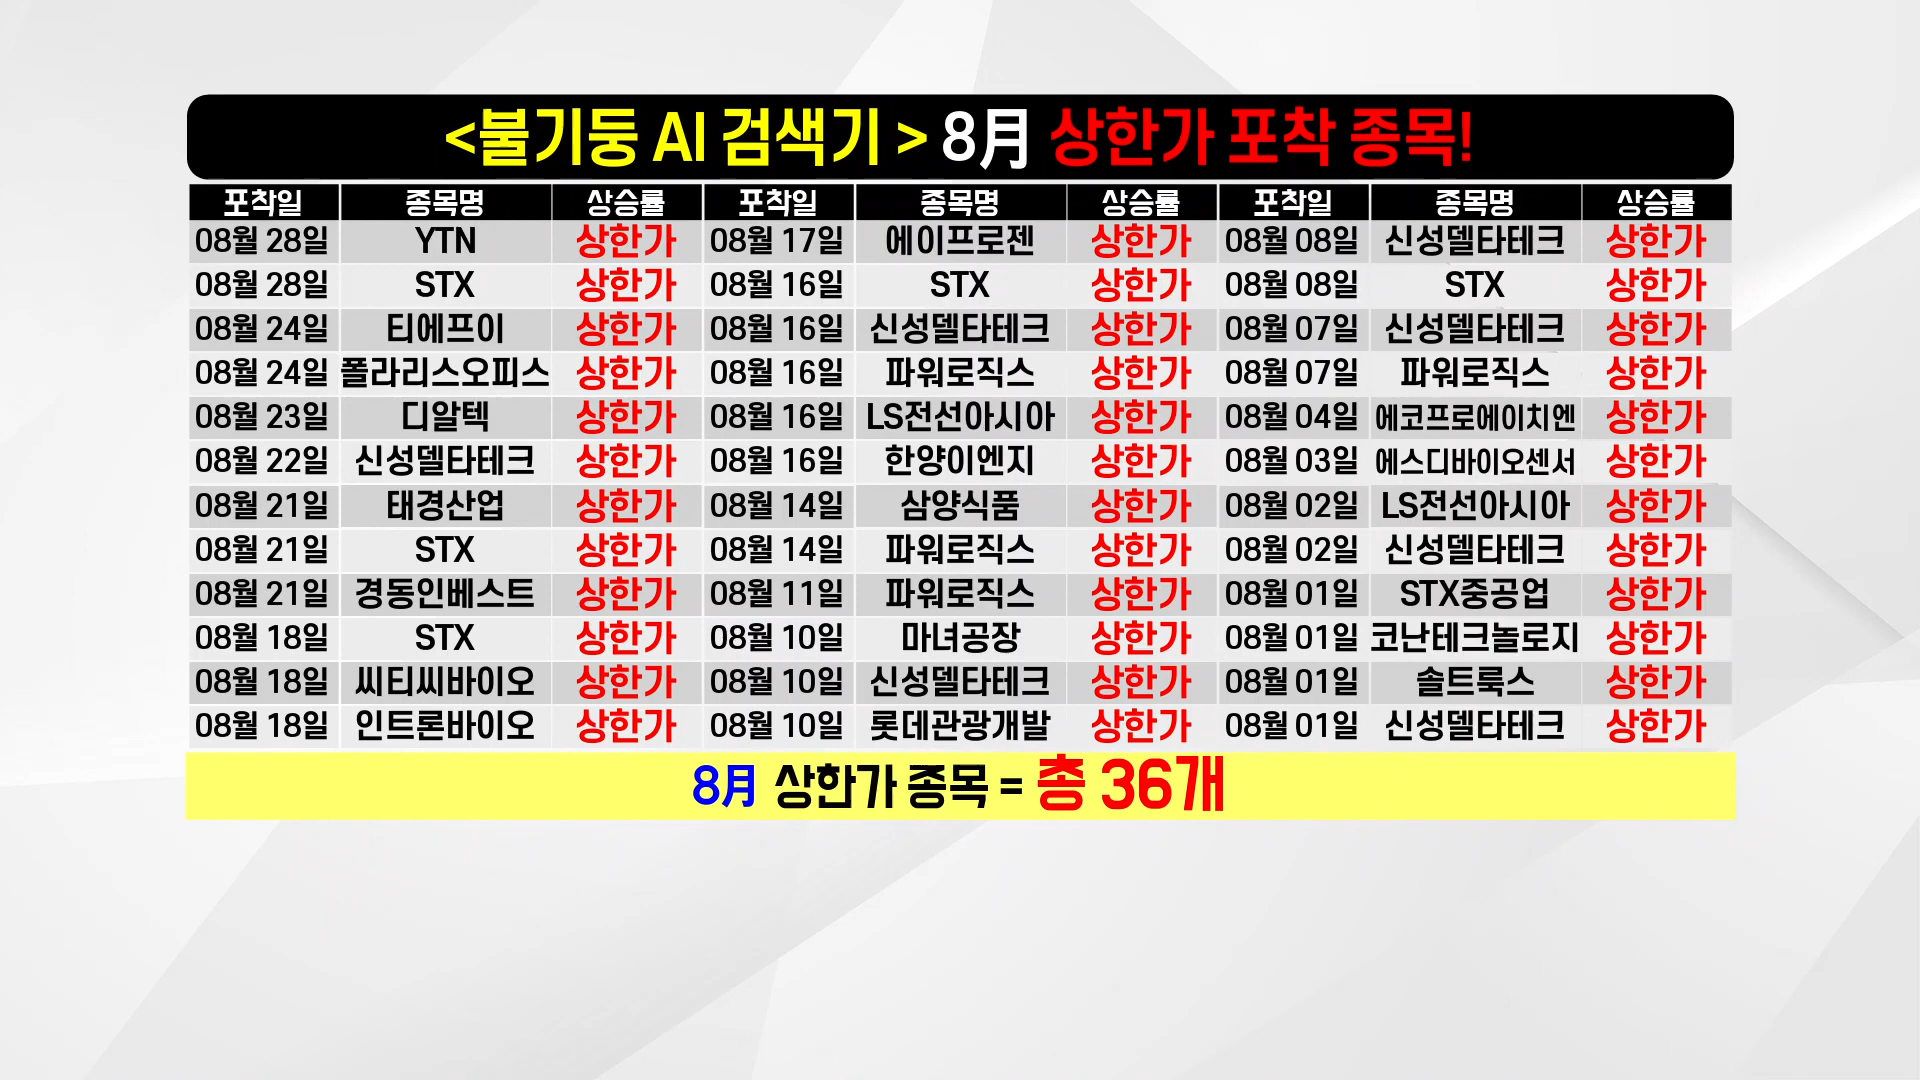 <불기둥 AI 검색기 > 8月 상한가 포착 종목!
포착일 종목명 상승률 포착일 종목명 상승률 포착일 종목명 상승률
08월 28일 YTN 상한가 08월 17일 에이프로젠 상한가 08월 08일 신성델타테크 상한가
08월 28일 STX 상한가 08월 16일 STX 상한가 08월 08일 STX 상한가
08월 24일 티에프이 상한가 08월 16일 신성델타테크 상한가 08월 07일 신성델타테크 상한가
08월 24일 폴라리스오피스 상한가 08월 16일 파워로직스 상한가 08월 07일 파워로직스 상한가
08월 23일 디알텍 상한가 08월 16일 LS전선아시아 상한가 08월 04일 에코프로에이치엔 상한가
08월 22일 신성델타테크 상한가 08월 16일 한양이엔지 상한가 08월 03일 에스디바이오센서 상한가
08월 21일 태경산업 상한가 08월 14일 삼양식품 상한가 08월 02일 LS전선아시아 상한가
08월 21일 STX 상한가 08월 14일 파워로직스 상한가 08월 02일 신성델타테크 상한가
08월 21일 경동인베스트 상한가 08월 11일 파워로직스 상한가 08월 01일 STX중공업 상한가
08월 18일 STX 상한가 08월 10일 마녀공장 상한가 08월 01일 코난테크놀로지 상한가
08월 18일 씨티씨바이오 상한가 08월 10일 신성델타테크 상한가 08월 01일 솔트룩스 상한가
08월 18일 인트론바이오 상한가 08월 10일 롯데관광개발 상한가 08월 01일 신성델타테크 상한가
8月 상한가 종목 = 총 36개